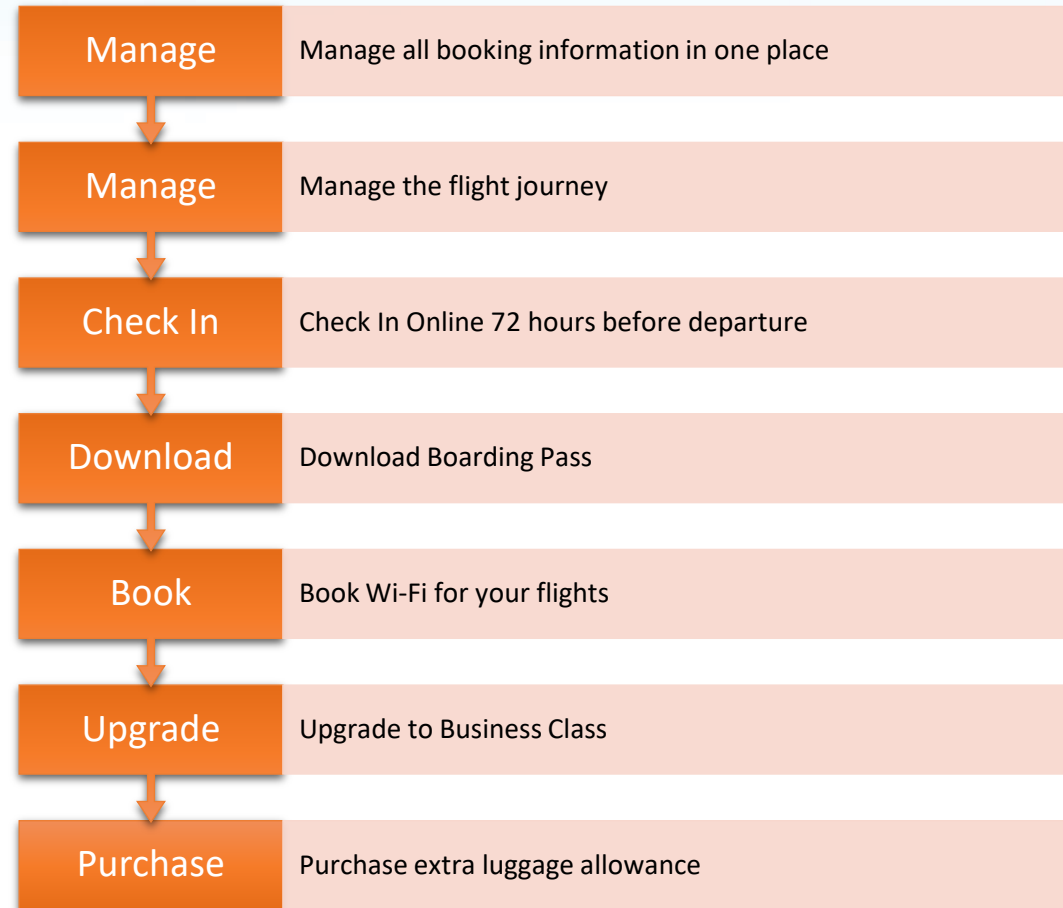 Manage
Manage all booking information in one place
Manage
Manage the flight journey
Check In
Check In Online 72 hours before departure
Download
Download Boarding Pass
Book
Book Wi-Fi for your flights
Upgrade
Upgrade to Business Class
Purchase
Purchase extra luggage allowance